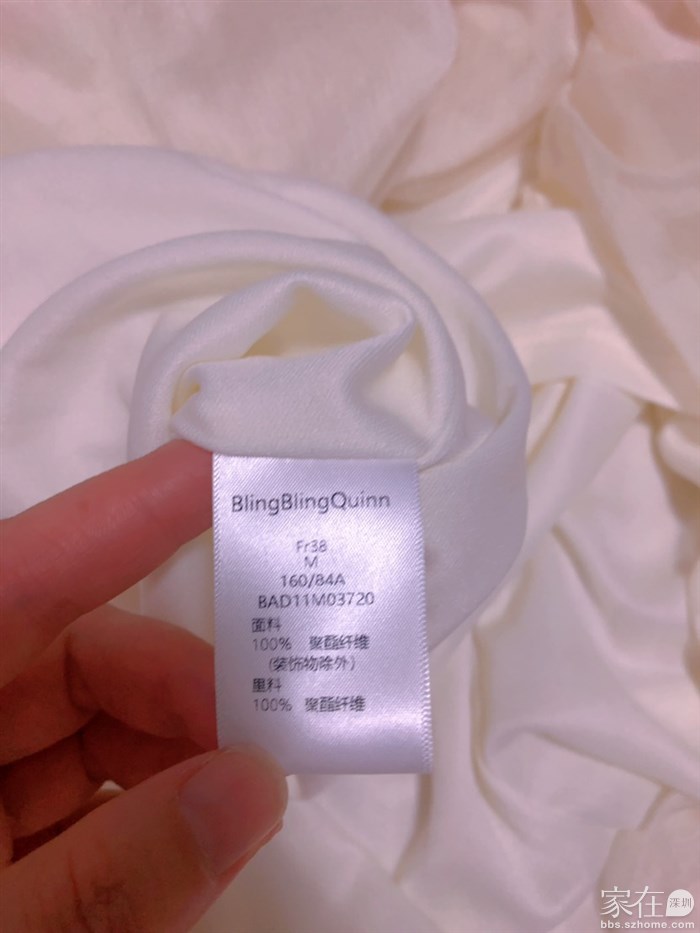 BlingBlingQuinn
Fr38
M
160/84A
BAD11M03720
面料
100% 聚酯纤维
(装饰物除外)
里料
100% 聚酯纤维
家在深圳
bbs.szhome.com